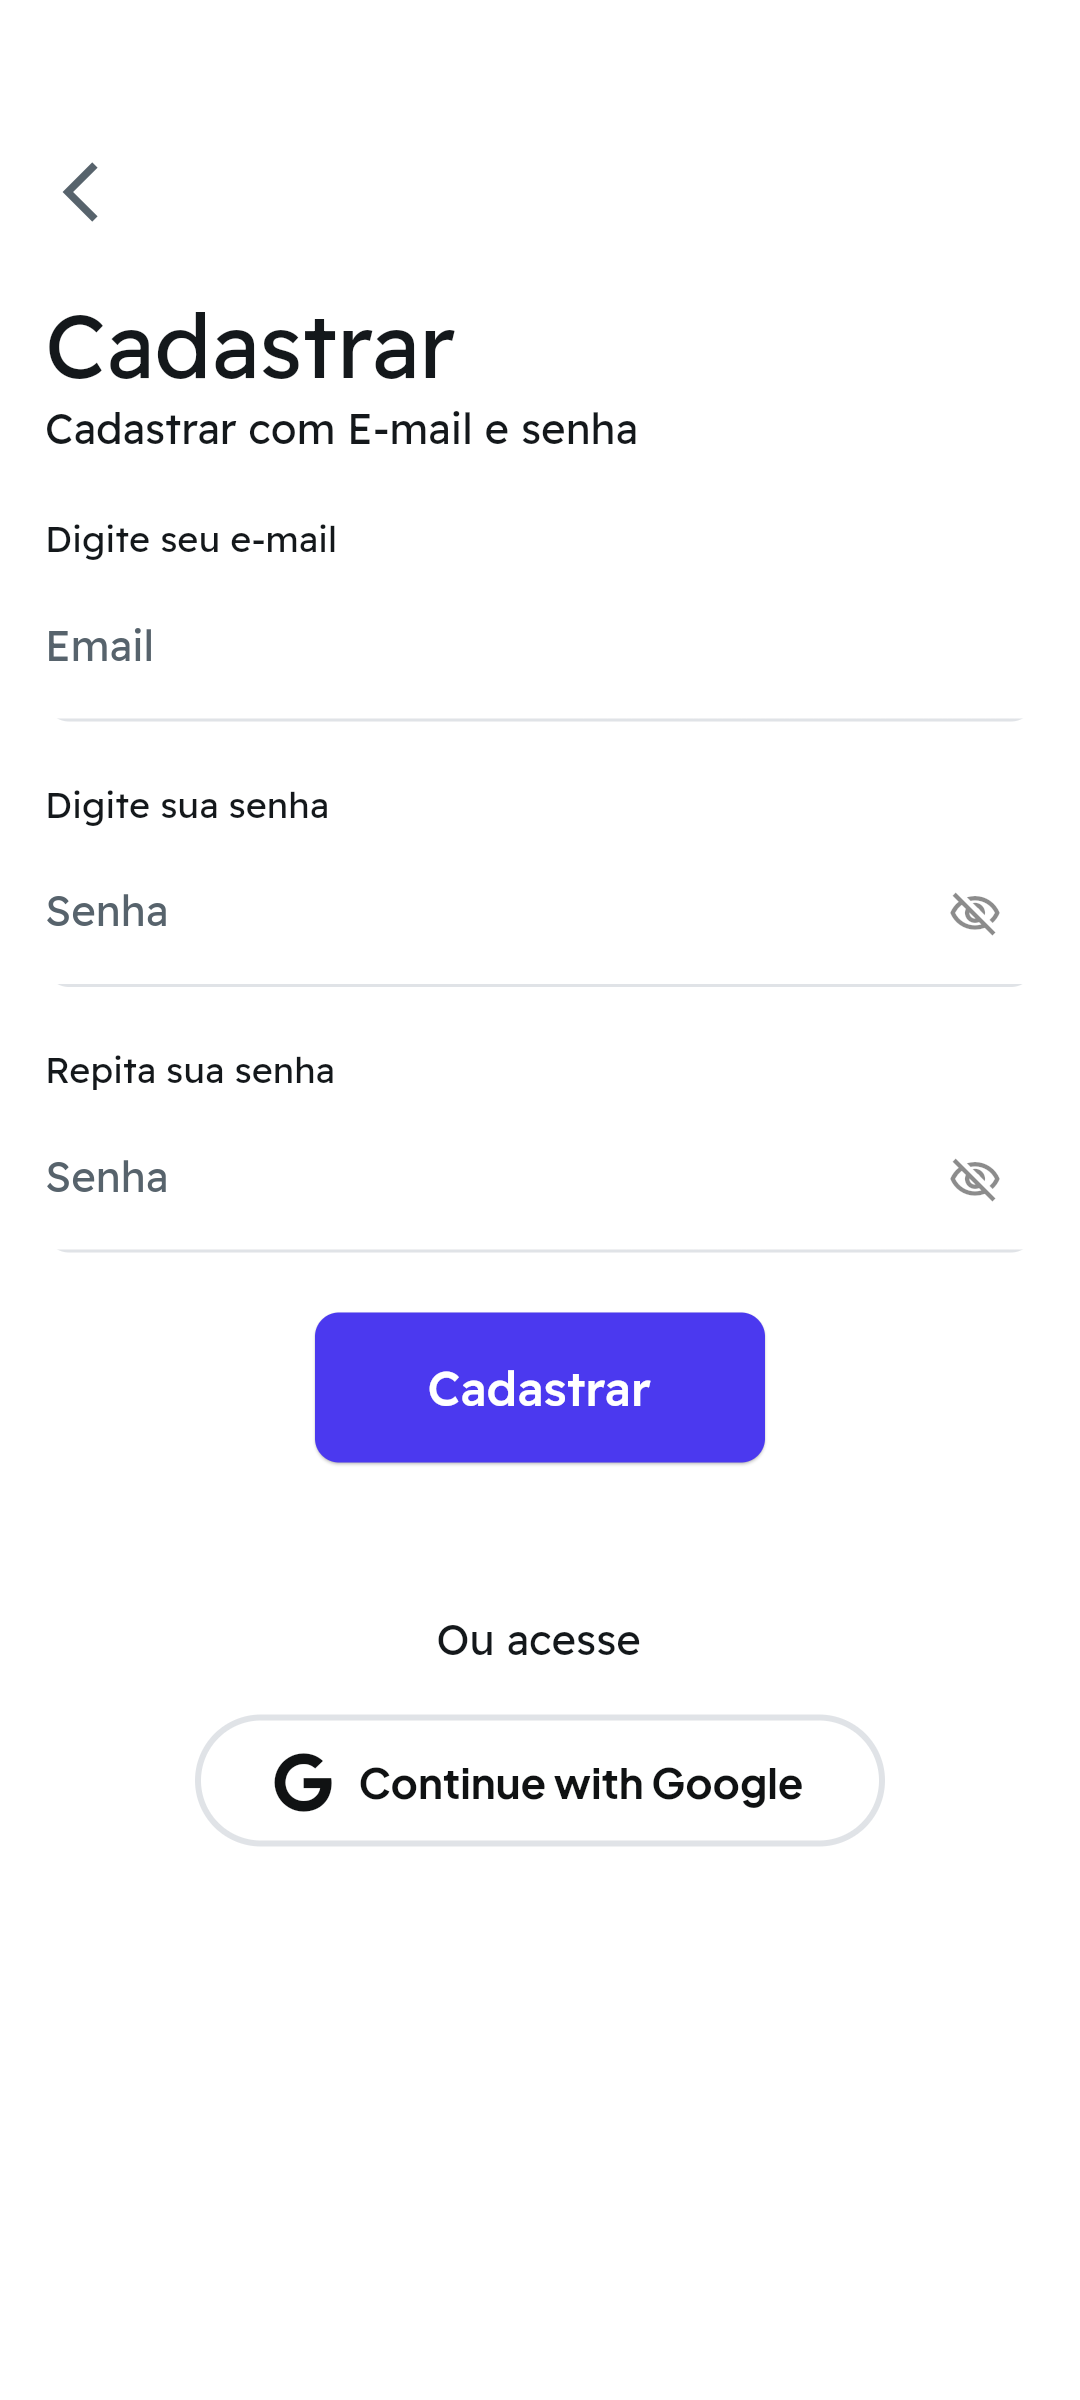 Cadastrar
Cadastrar com E-mail e senha
Digite seu e-mail
Email
Digite sua senha
Senha
Repita sua senha
Senha
Cadastrar
Ou acesse
Continue with Google